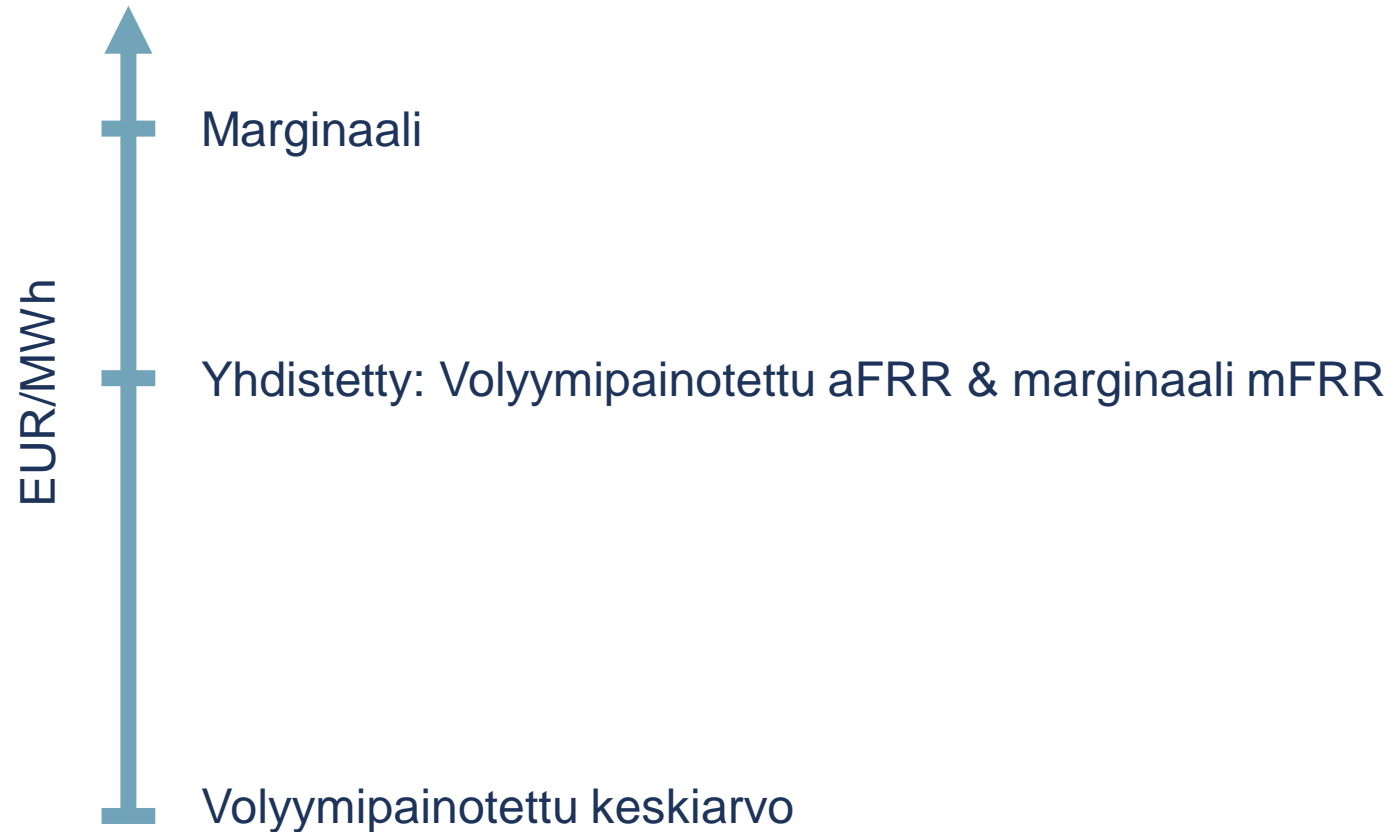 Marginaali
EUR/MWh
Yhdistetty: Volyymipainotettu aFRR & marginaali mFRR
Volyymipainotettu keskiarvo